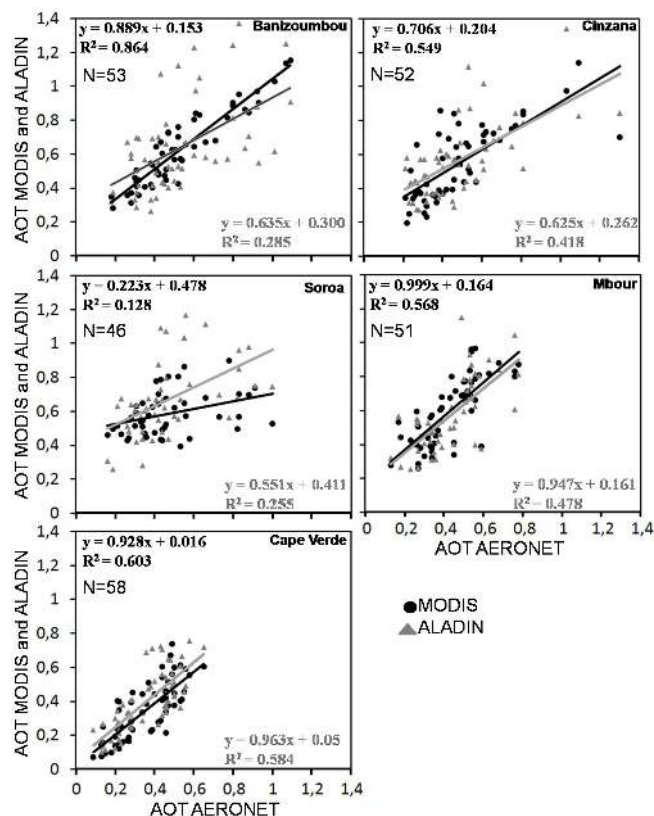 y = 0.889x + 0.153
R² = 0.864
Banizoumbou
N=53
y = 0.635x + 0.300
R² = 0.285
1,4
1,2
1
0,8
0,6
0,4
0,2
0
AOT MODIS and ALADIN
y = 0.706x + 0.204
R² = 0.549
Cinzana
N=52
y = 0.625x + 0.262
R² = 0.418
y = 0.223x + 0.478
R² = 0.128
Soroa
N=46
y = 0.551x + 0.411
R² = 0.255
1,4
1,2
1
0,8
0,6
0,4
0,2
0
AOT MODIS and ALADIN
y = 0.999x + 0.164
R² = 0.568
Mbour
N=51
y = 0.947x + 0.161
R² = 0.478
0 0,2 0,4 0,6 0,8 1 1,2 1,4
AOT AERONET
y = 0.928x + 0.016
R² = 0.603
Cape Verde
N=58
y = 0.963x + 0.05
R² = 0.584
1,4
1,2
1
0,8
0,6
0,4
0,2
0
AOT MODIS and ALADIN
0 0,2 0,4 0,6 0,8 1 1,2 1,4
AOT AERONET
MODIS
ALADIN